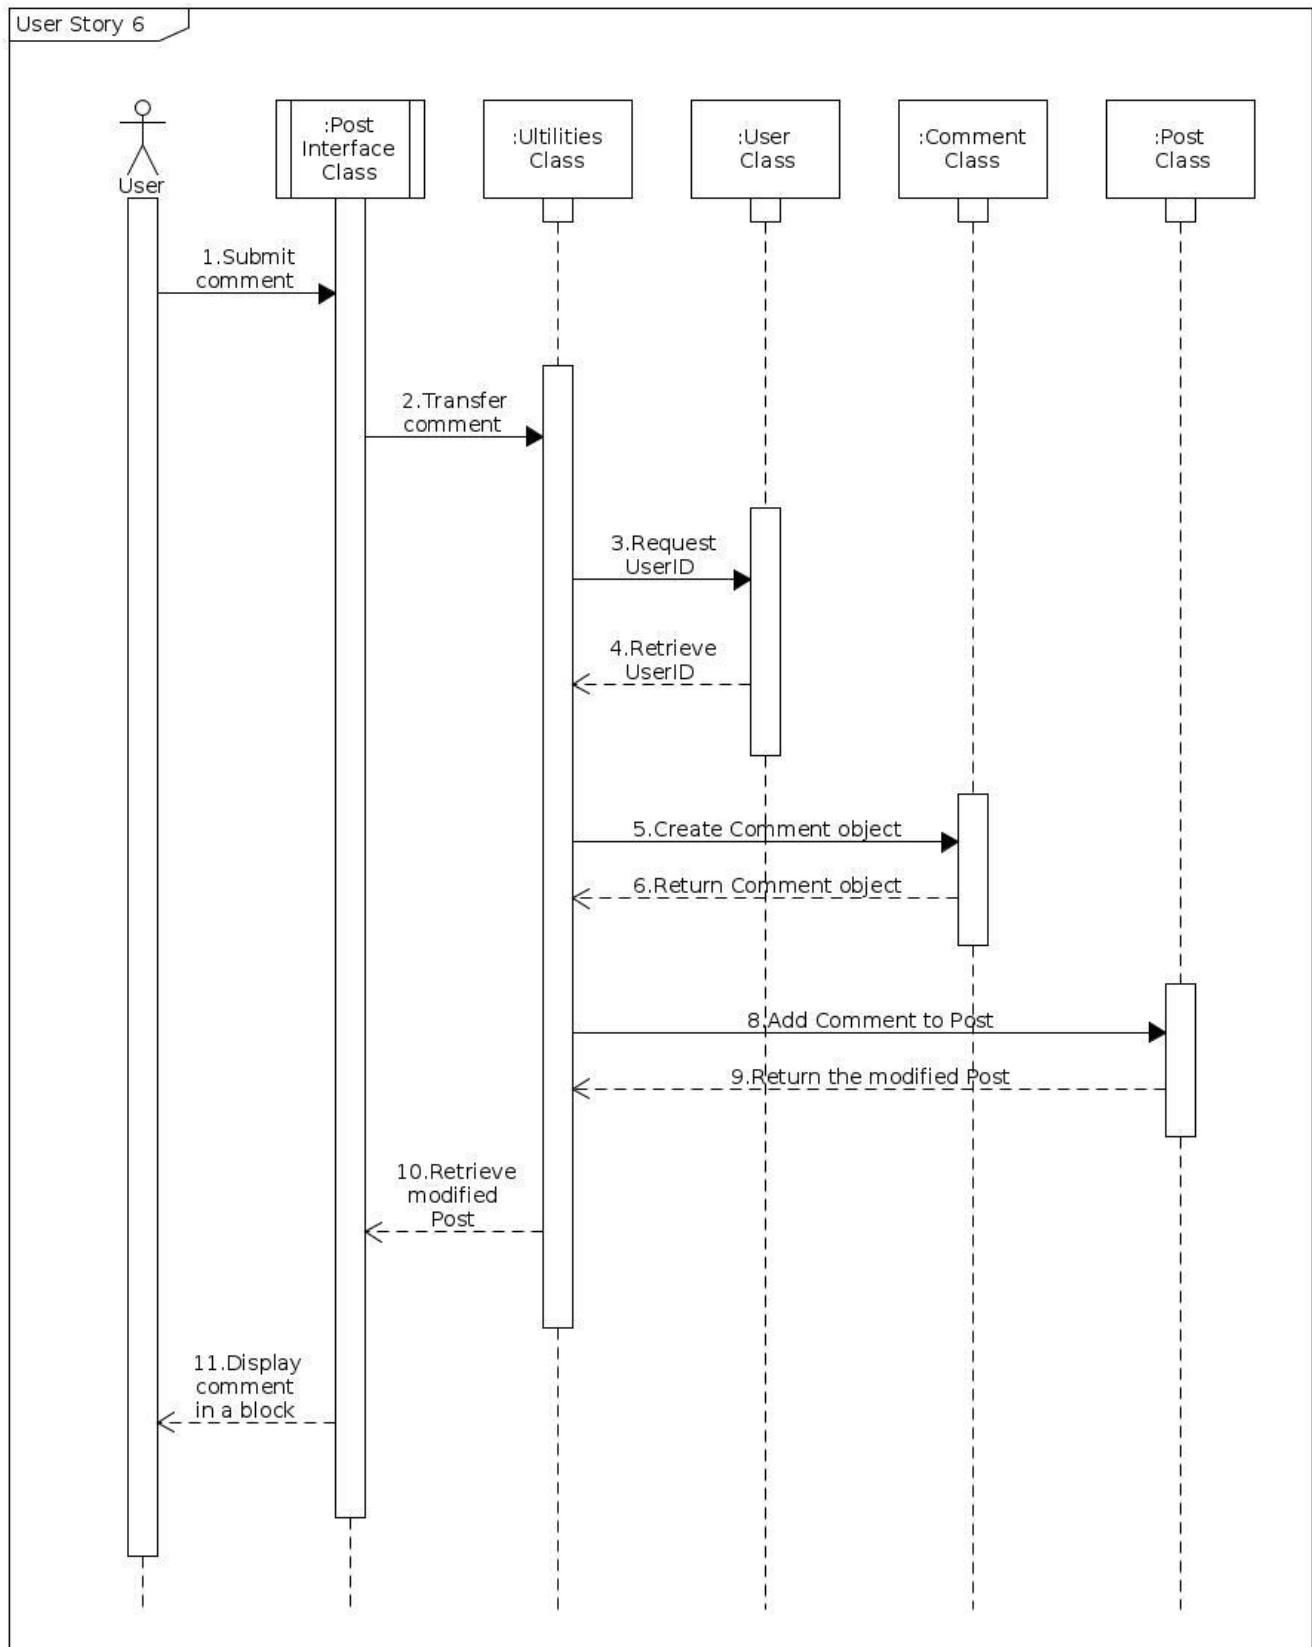 User Story 6
User
:Post
Interface
Class
:Ultilities
Class
:User
Class
:Comment
Class
:Post
Class
1.Submit
comment
2.Transfer
comment
3.Request
UserID
4.Retrieve
UserID
5.Create Comment object
6.Return Comment object
8.Add Comment to Post
9.Return the modified Post
10.Retrieve
modified
Post
11.Display
comment
in a block